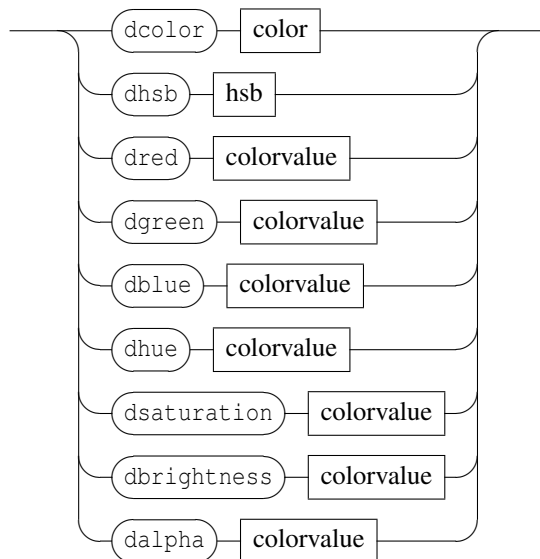 dcolor color
dhsb hsb
dred colorvalue
dgreen colorvalue
dblue colorvalue
dhue colorvalue
dsaturation colorvalue
dbrightness colorvalue
dalpha colorvalue